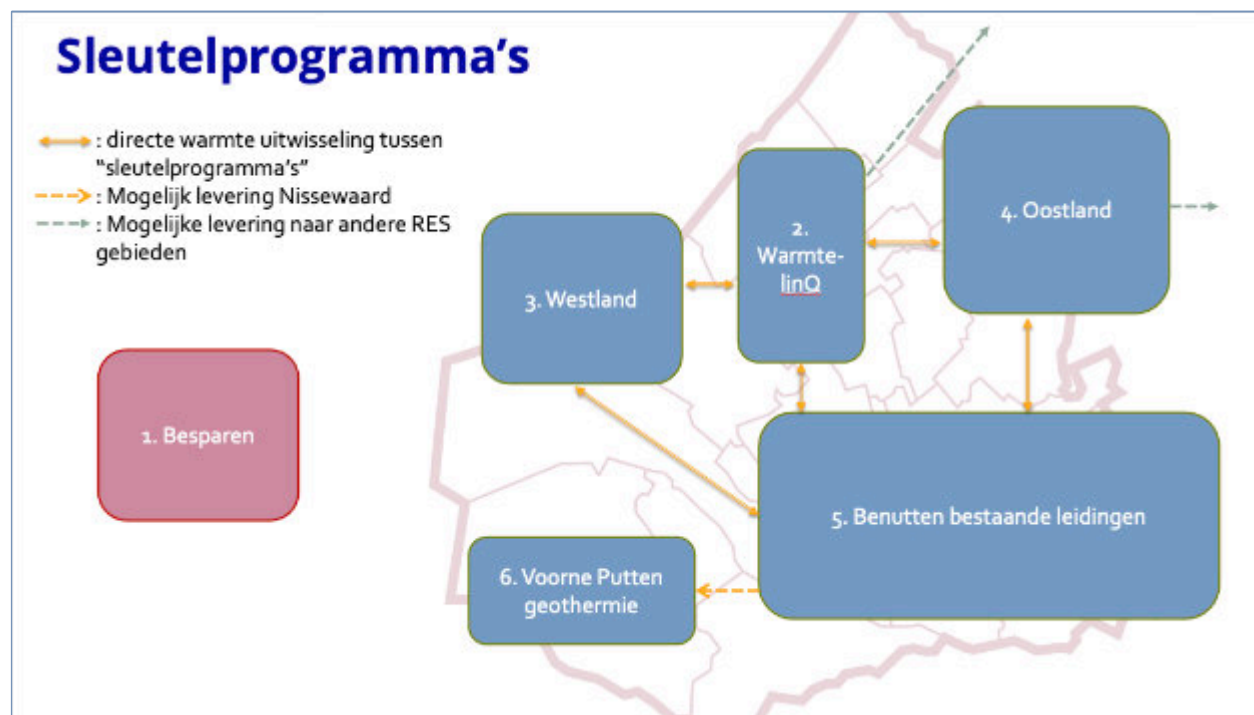 Sleutelprogramma's
: directe warmte uitwisseling tussen
"sleutelprogramma's"
: Mogelijk levering Nissewaard
: Mogelijke levering naar andere RES
gebieden
1. Besparen
2.
Warmte-
linQ
3. Westland
4. Oostland
5. Benutten bestaande leidingen
6. Voorne Putten
geothermie